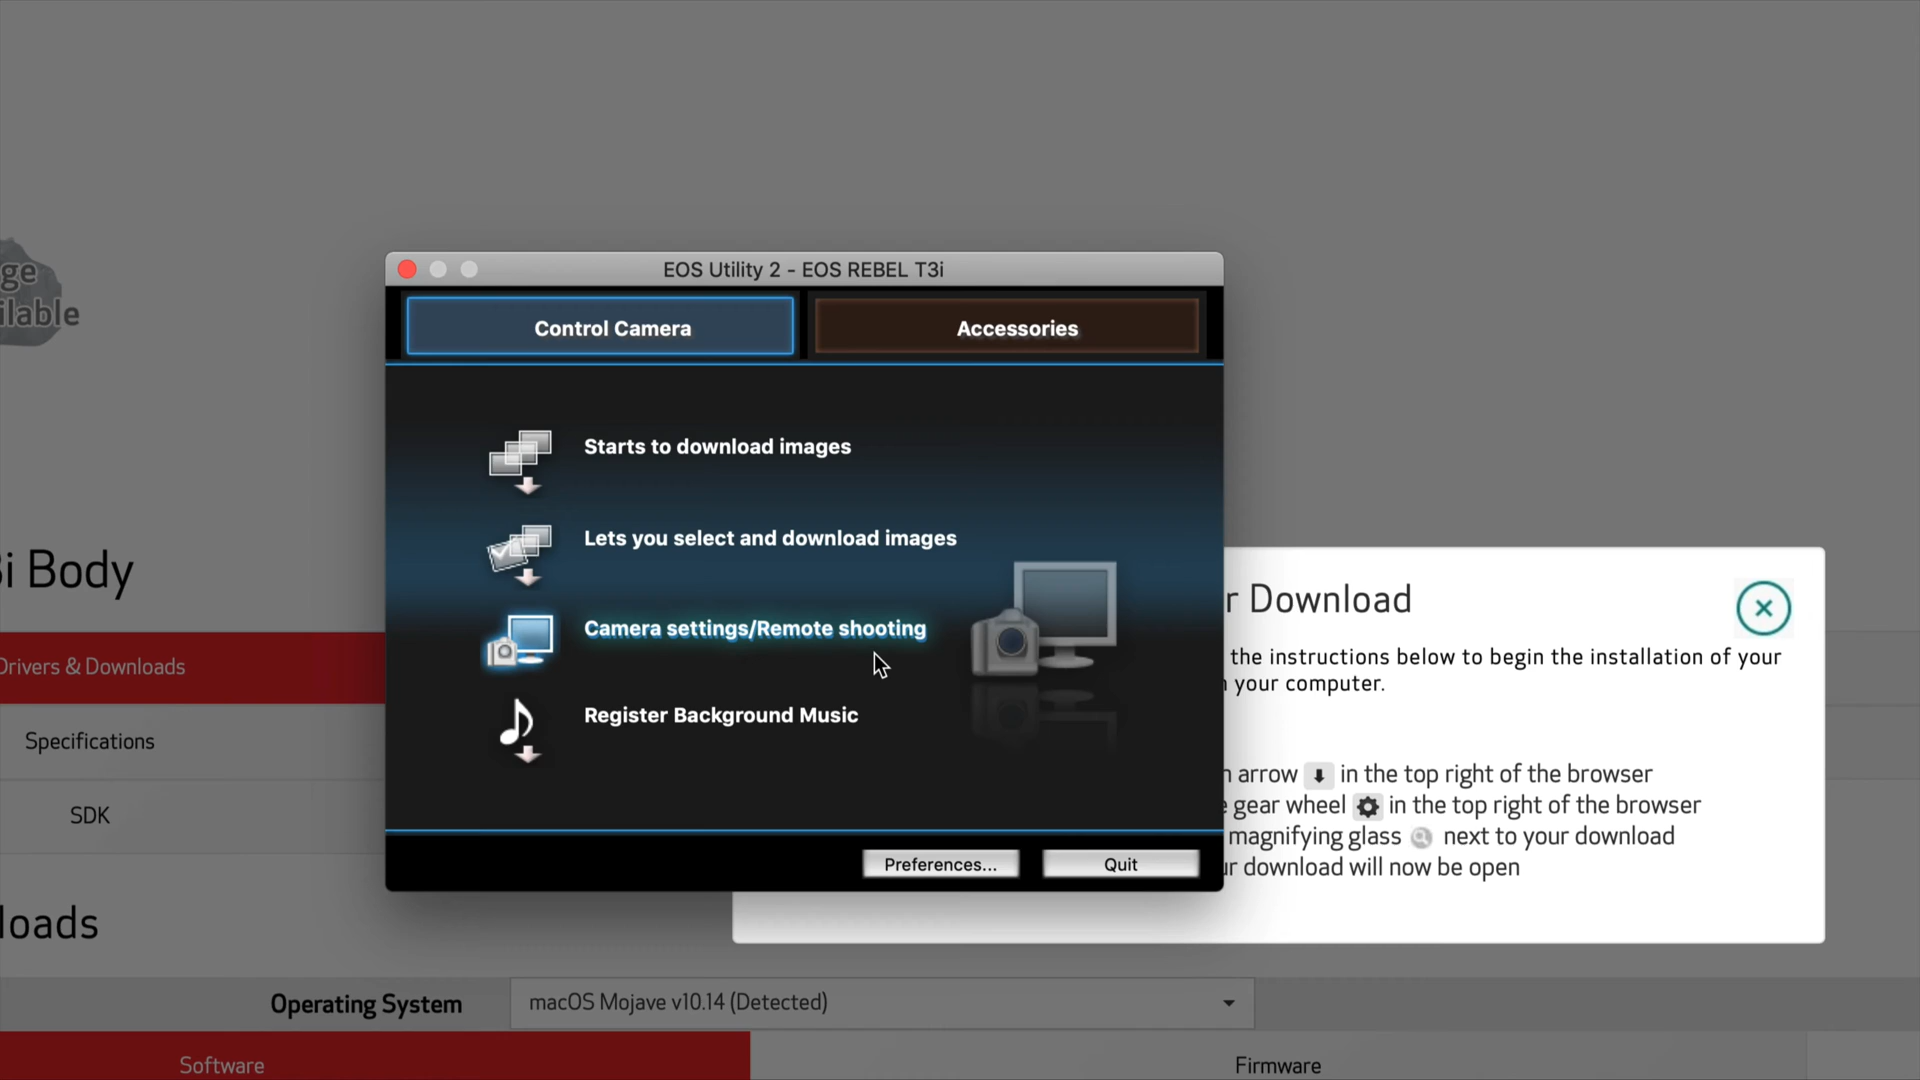 ge
ilable
EOS Utility 2 - EOS REBEL T3i
Control Camera
Accessories
Starts to download images
Lets you select and download images
Camera settings/Remote shooting
Register Background Music
Preferences...
Quit
i Body
Drivers & Downloads
Specifications
SDK
loads
r Download
the instructions below to begin the installation of your
your computer.
arrow in the top right of the browser
gear wheel in the top right of the browser
magnifying glass next to your download
r download will now be open
Operating System
macOS Mojave v10.14 (Detected)
Software
Firmware